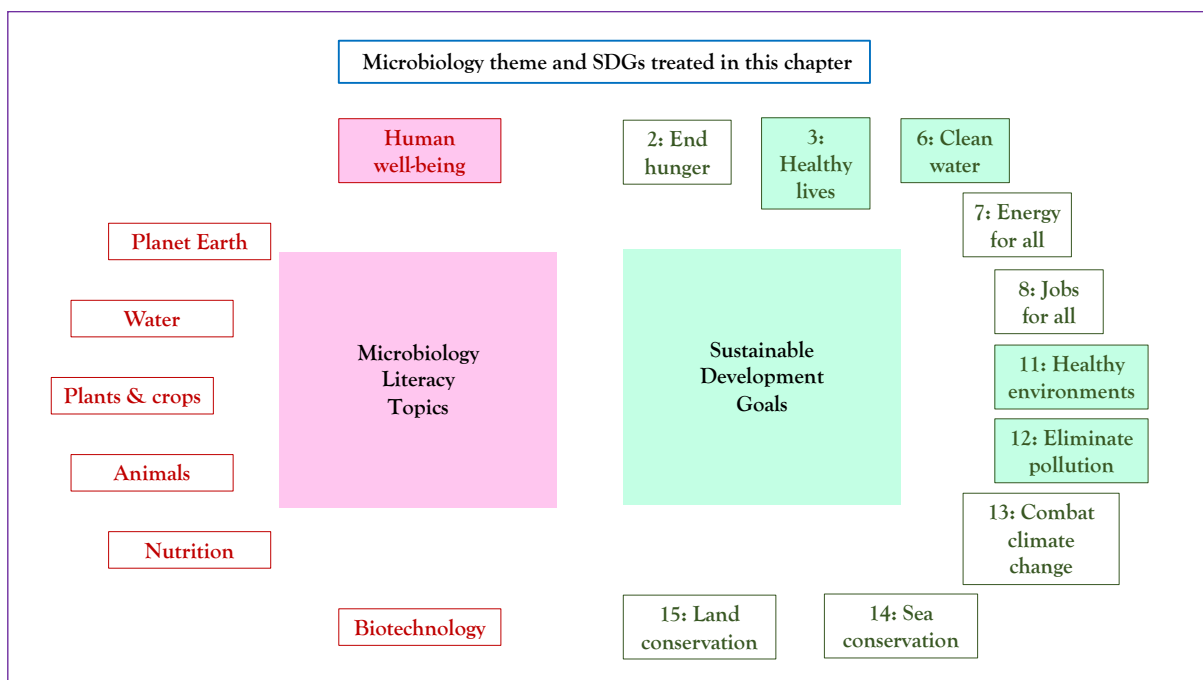 Microbiology theme and SDGs treated in this chapter
Human
well-being
Planet Earth
Water
Plants & crops
Animals
Nutrition
Biotechnology
Microbiology
Literacy
Topics
Sustainable
Development
Goals
2: End
hunger
3:
Healthy
lives
6: Clean
water
7: Energy
for all
8: Jobs
for all
11: Healthy
environments
12: Eliminate
pollution
13: Combat
climate
change
14: Sea
conservation
15: Land
conservation